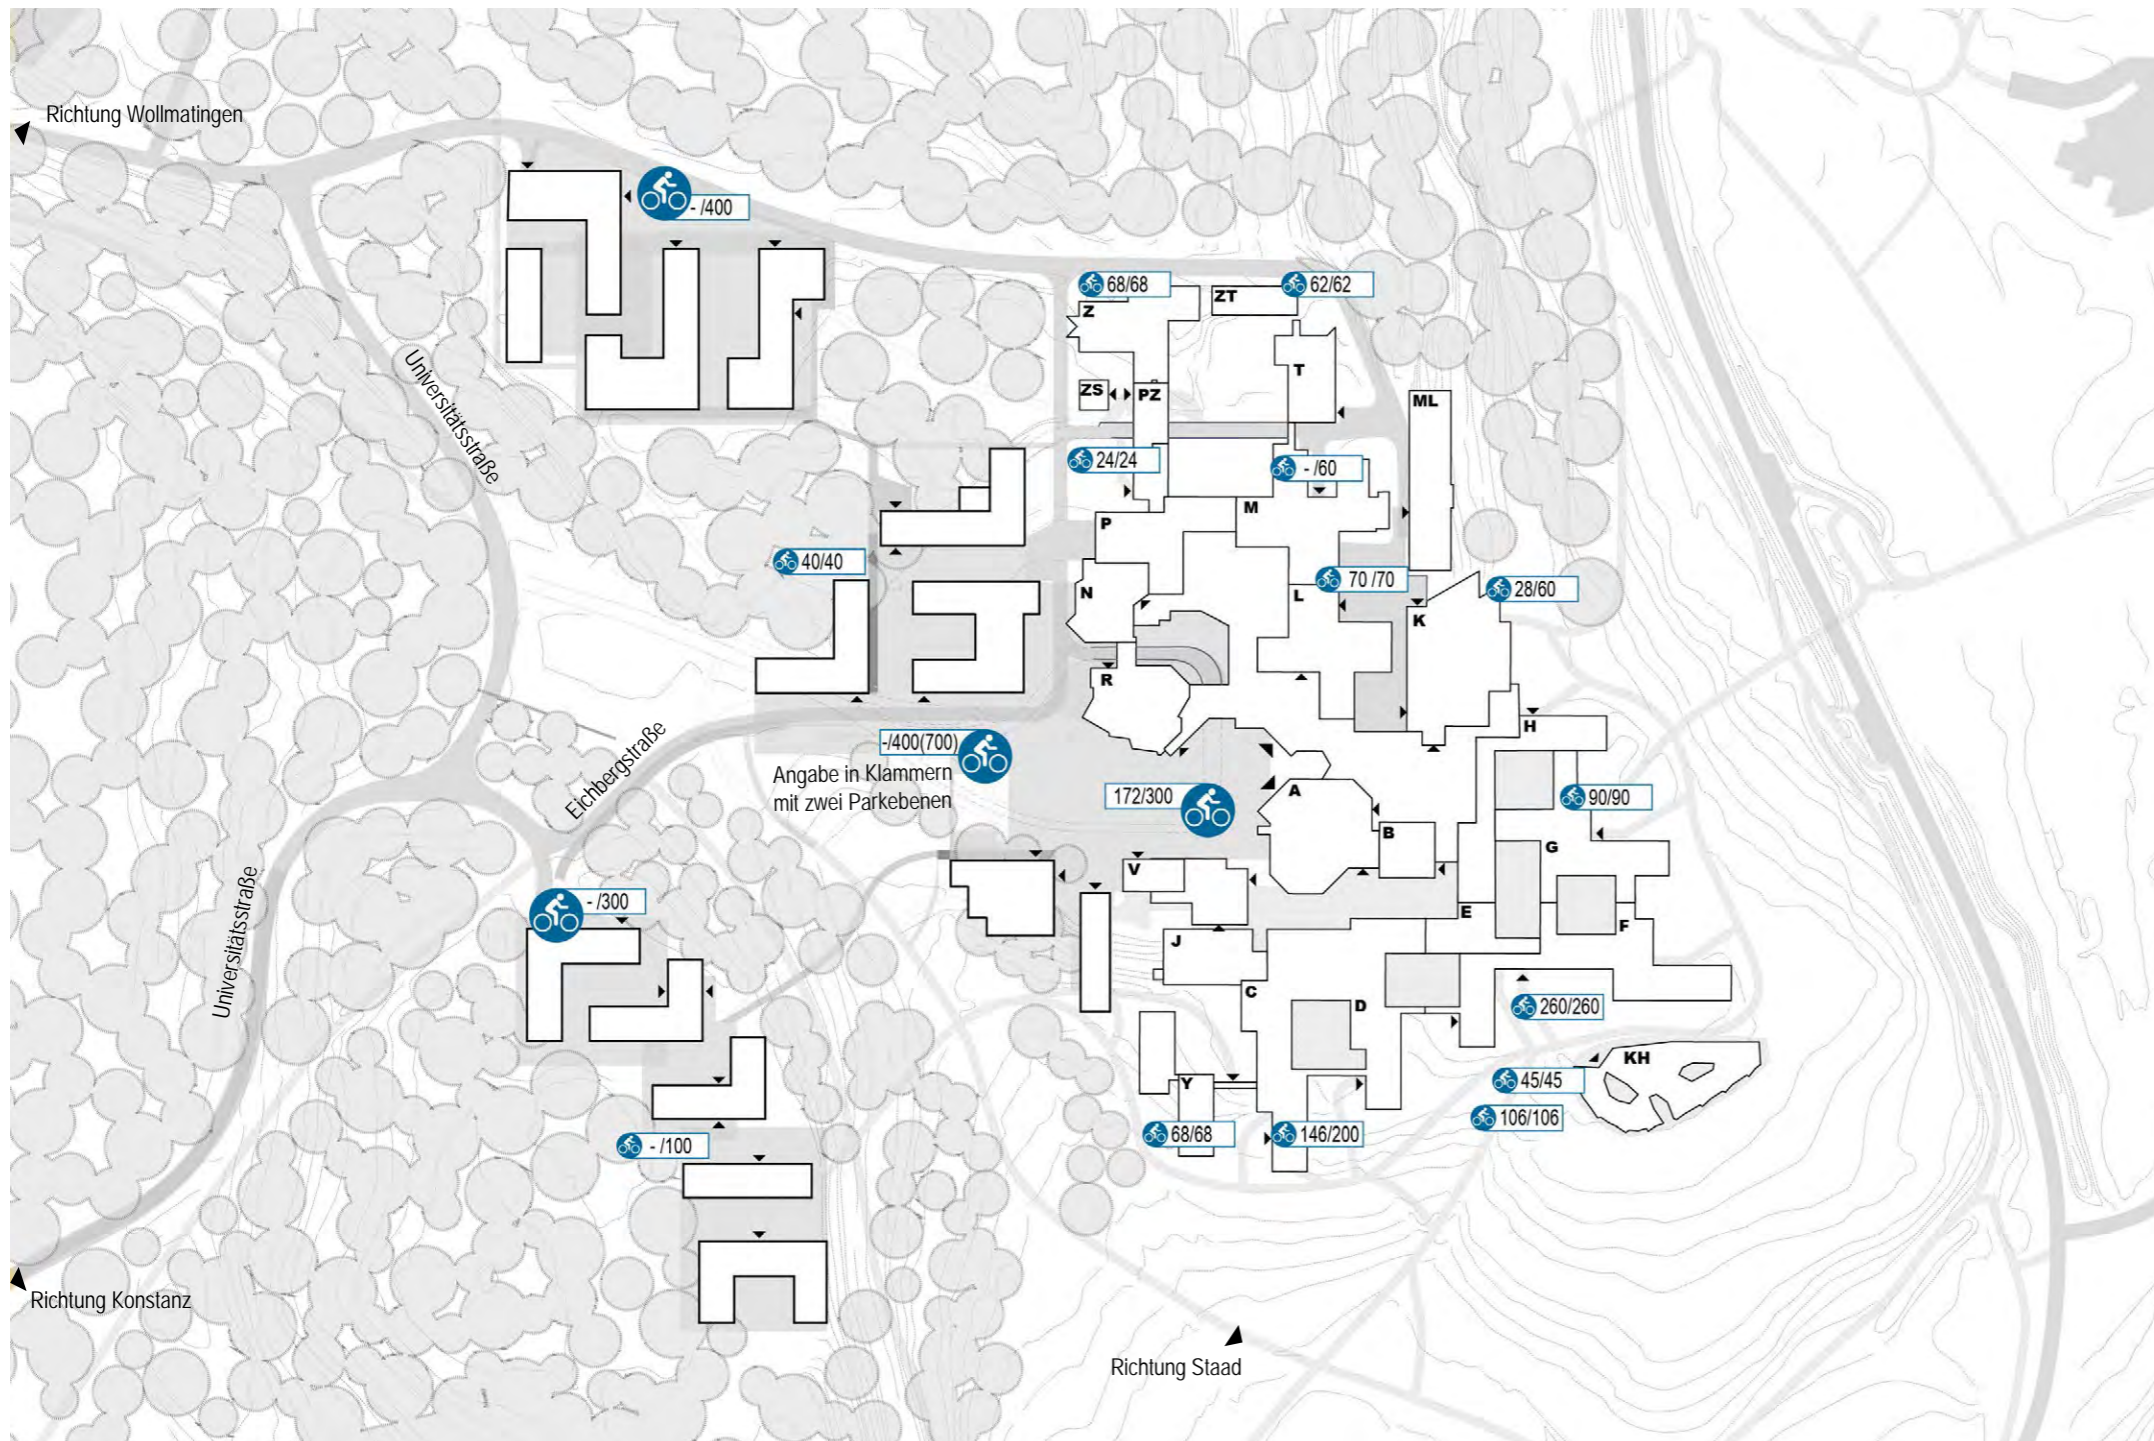 Richtung Wollmatingen
- /400
68/68
62/62
Z
ZT
T
ZS
PZ
ML
Universitätsstraße
24/24
- /60
M
P
40/40
70 /70
28/60
N
L
K
R
H
Eichbergstraße
-/400(700)
Angabe in Klammern
mit zwei Parkebenen
172/300
A
90/90
B
G
V
Universitätsstraße
- /300
E
F
J
C
D
260/260
KH
45/45
Y
106/106
68/68
146/200
- /100
Richtung Konstanz
Richtung Staad